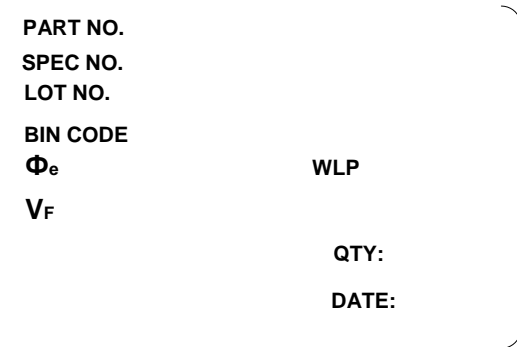 PART NO.
SPEC NO.
LOT NO.
BIN CODE
Φe WLP
VF
QTY:
DATE: